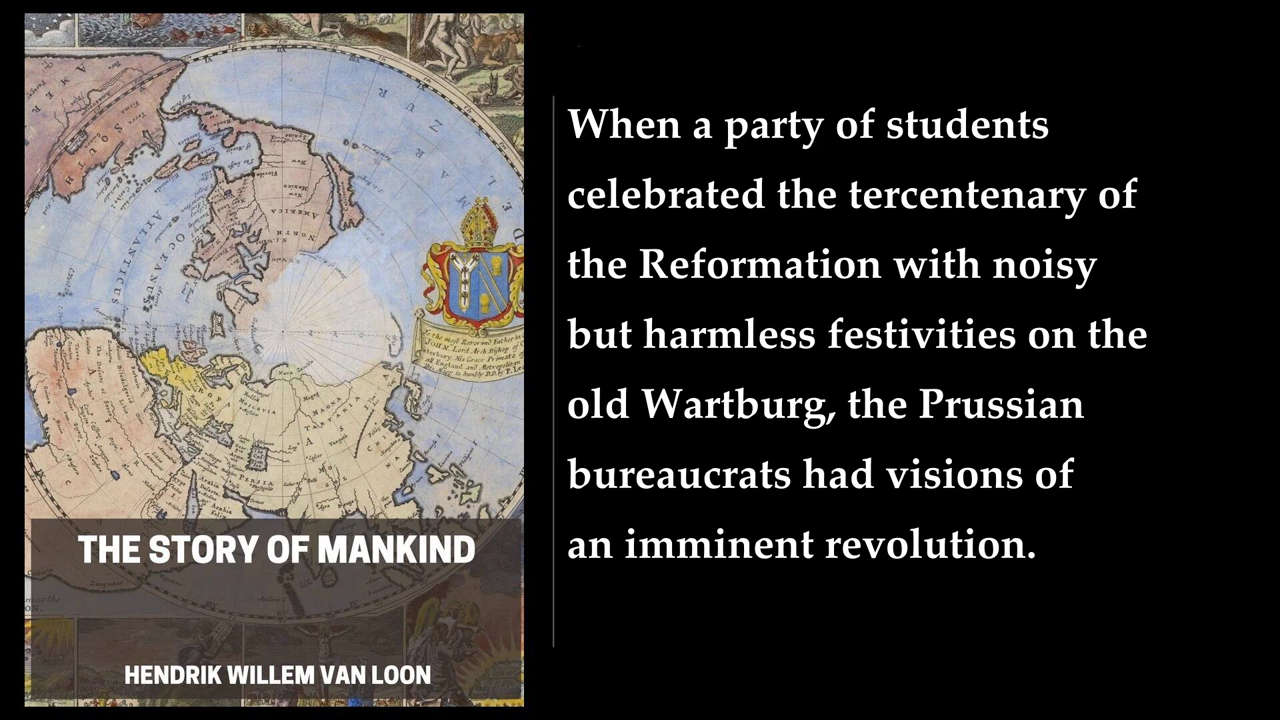 THE STORY OF MANKIND
HENDRIK WILLEM VAN LOON
When a party of students
celebrated the tercentenary of
the Reformation with noisy
but harmless festivities on the
old Wartburg, the Prussian
bureaucrats had visions of
an imminent revolution.